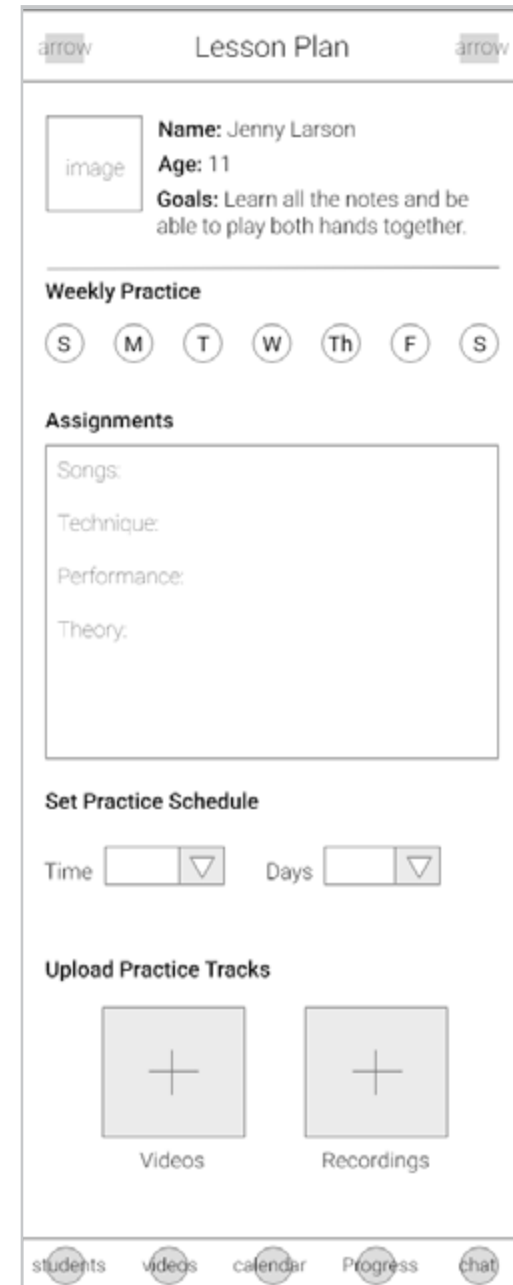 arrow Lesson Plan arrow
image
Name: Jenny Larson
Age: 11
Goals: Learn all the notes and be
able to play both hands together.
Weekly Practice
S M T W Th F S
Assignments
Songs:
Technique:
Performance:
Theory:
Set Practice Schedule
Time Days
Upload Practice Tracks
Videos Recordings
students videos calendar Progress chat